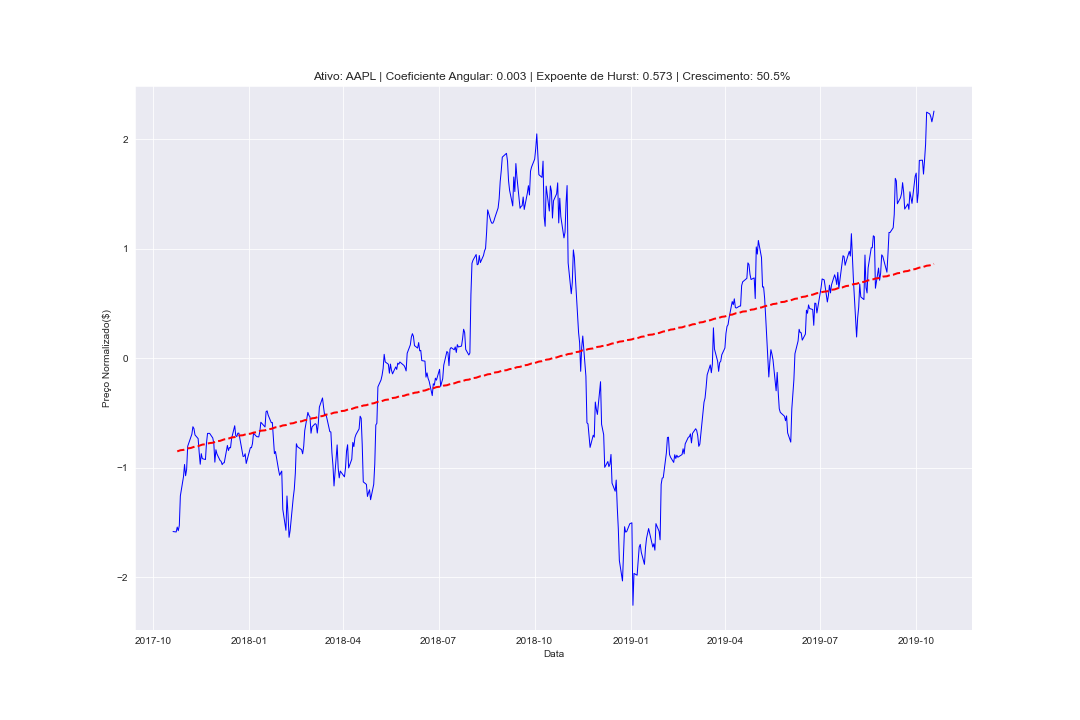 Ativo: AAPL | Coeficiente Angular: 0.003 | Expoente de Hurst: 0.573 | Crescimento: 50.5%
Preço Normalizado($)
2
1
0
−1
−2
2017-10 2018-01 2018-04 2018-07 2018-10 2019-01 2019-04 2019-07 2019-10
Data